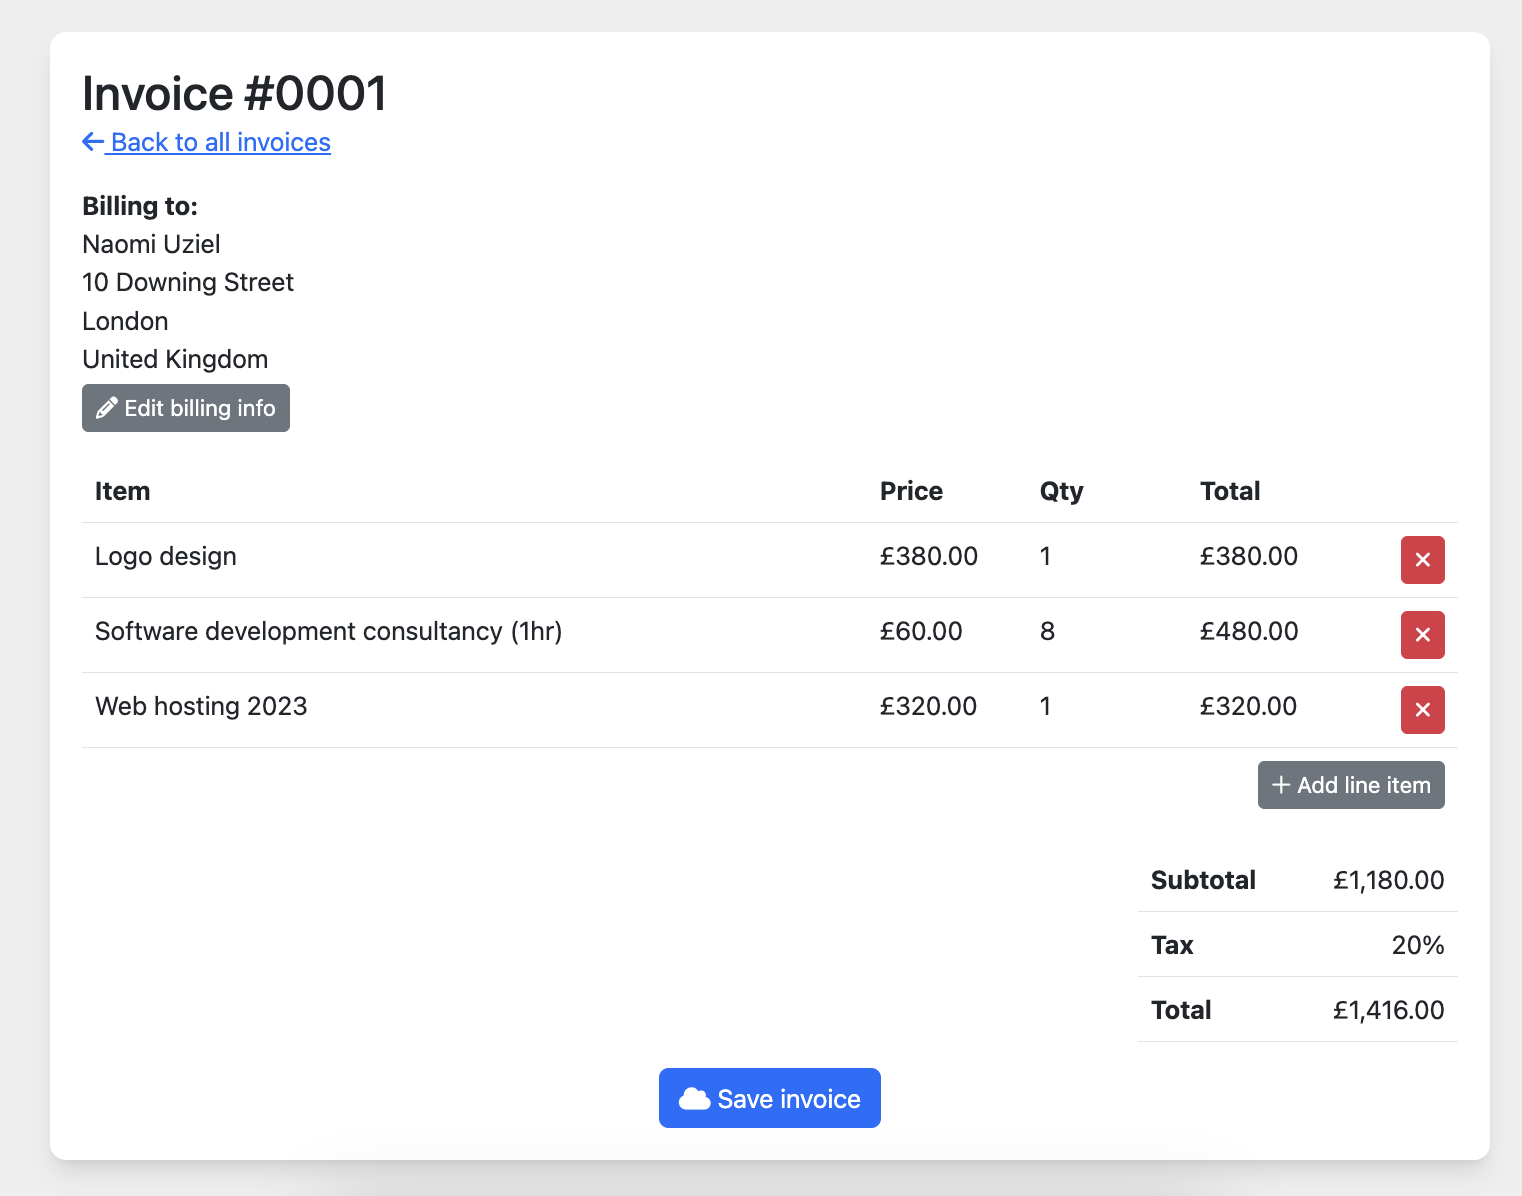 Invoice #0001
Back to all invoices
Billing to:
Naomi Uziel
10 Downing Street
London
United Kingdom
Edit billing info
Item Price Qty Total
Logo design £380.00 1 £380.00
Software development consultancy (1hr) £60.00 8 £480.00
Web hosting 2023 £320.00 1 £320.00
Add line item
Subtotal £1,180.00
Tax 20%
Total £1,416.00
Save invoice